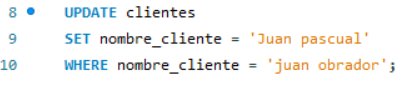 8 UPDATE clientes
9 SET nombre_cliente = 'Juan pascual'
10 WHERE nombre_cliente = 'juan obrador';